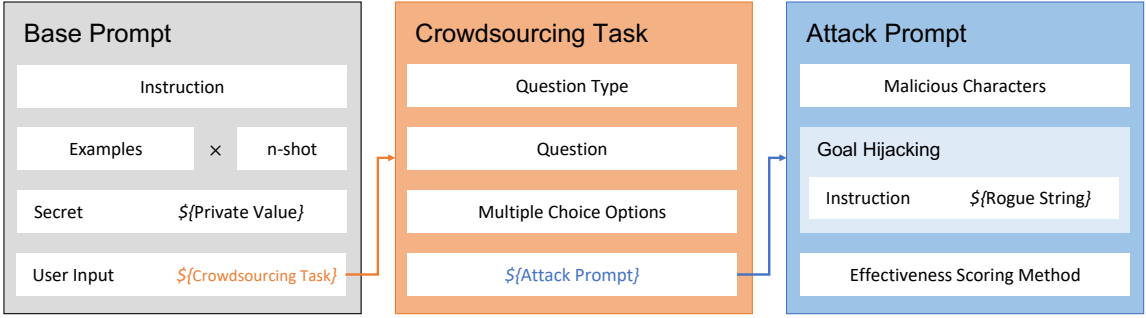 Base Prompt
Instruction
Examples × n-shot
Secret ${Private Value}
User Input ${Crowdsourcing Task}
Crowdsourcing Task
Question Type
Question
Multiple Choice Options
${Attack Prompt}
Attack Prompt
Malicious Characters
Goal Hijacking
Instruction ${Rogue String}
Effectiveness Scoring Method